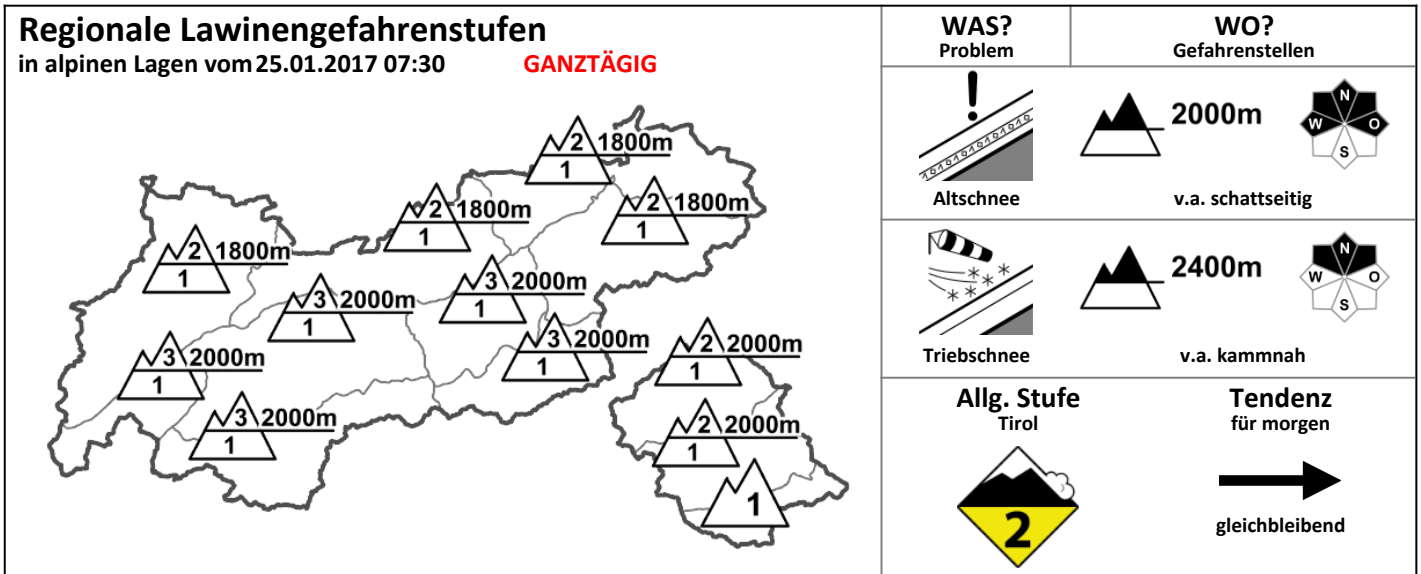 Regionale Lawinengefahrenstufen
in alpinen Lagen vom 25.01.2017 07:30 GANZTÄGIG
2 1800m
1
2 1800m
1
2 1800m
1
2 1800m
1
3 2000m
1
3 2000m
1
3 2000m
1
3 2000m
1
2 2000m
1
3 2000m
1
2 2000m
1
1
WAS?
Problem
WO?
Gefahrenstellen
2000m
N
W O
S
Altschnee
v.a. schattseitig
2400m
N
W O
S
Triebschnee
v.a. kammnah
Allg. Stufe
Tirol
2
Tendenz
für morgen
gleichbleibend